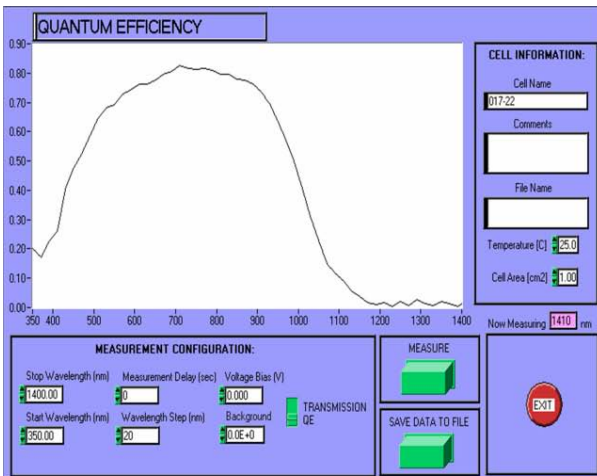 QUANTUM EFFICIENCY
0.90
0.80
0.70
0.60
0.50
0.40
0.30
0.20
0.10
0.00
350 400 500 600 700 800 900 1000 1100 1200 1300 1400
CELL INFORMATION:
Cell Name
017-22
Comments
File Name
Temperature [C] 25.0
Cell Area [cm2] 1.00
Now Measuring 1410 nm
MEASUREMENT CONFIGURATION:
Stop Wavelength (nm) Measurement Delay (sec) Voltage Bias (V)
1400.00 0 0.000
Start Wavelength (nm) Wavelength Step (nm) Background
350.00 20 0.0E+0
TRANSMISSION
QE
MEASURE
SAVE DATA TO FILE
EXIT